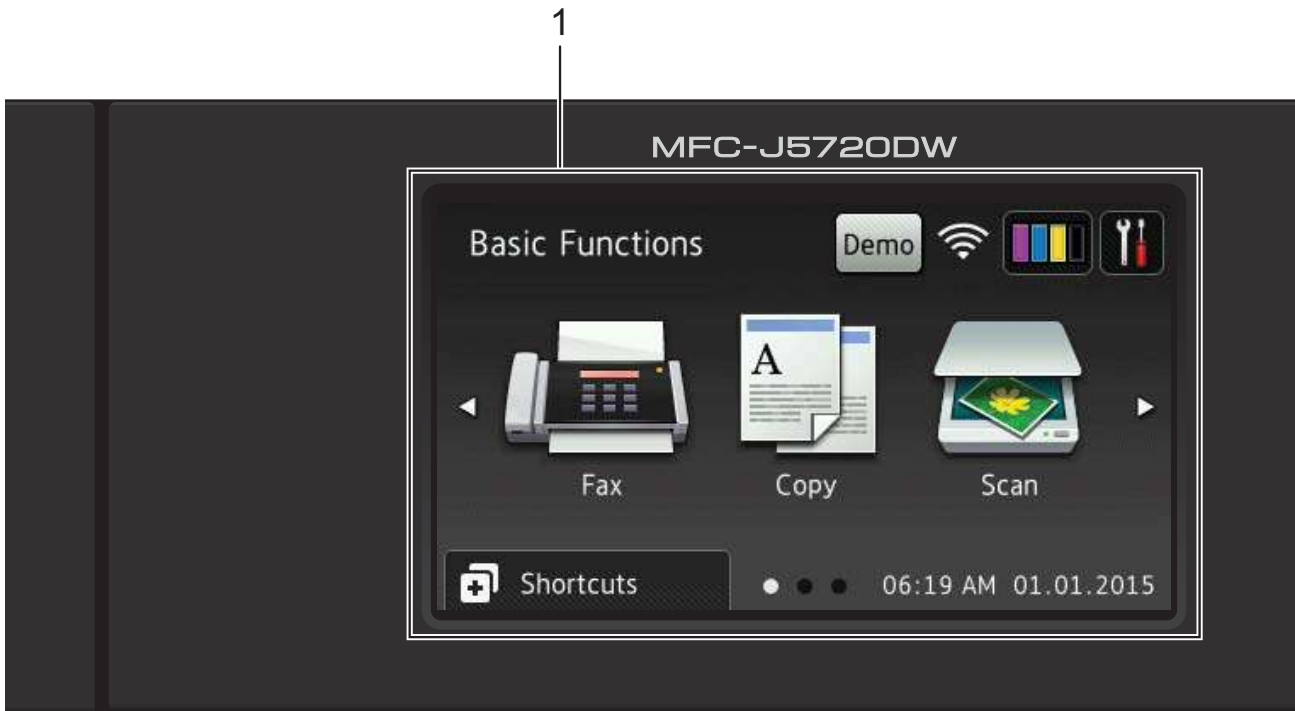 1
MFC-J5720DW
Basic Functions
Demo
A
Fax
Copy
Scan
Shortcuts
06:19 AM 01.01.2015